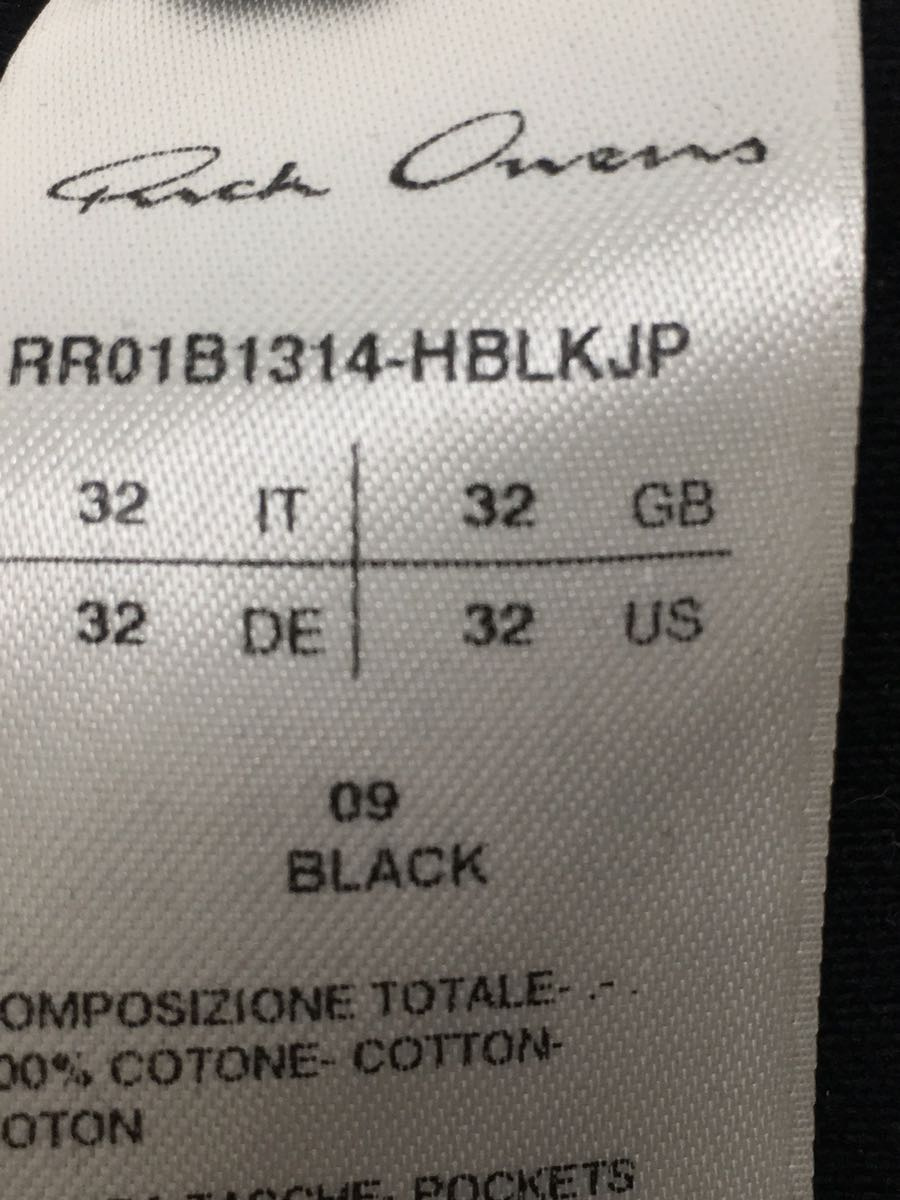 Rick Owens
RR01B1314-HBLKJP
32 IT 32 GB
32 DE 32 US
09
BLACK
OMPOSIZIONE TOTALE- .- .
00% COTONE- COTTON-
OTON
TASCHE- POCKETS